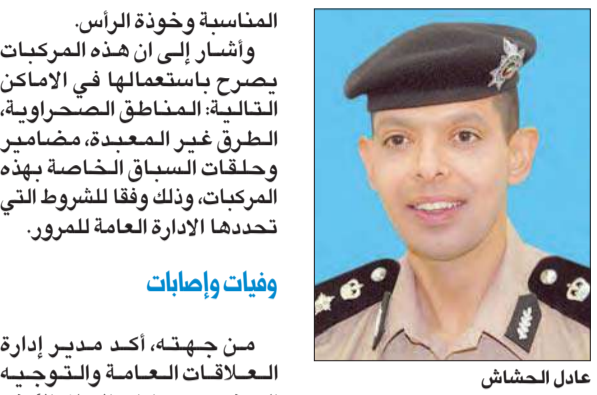 المناسبة وخوذة الرأس.
وأشار إلى ان هذه المركبات
يصرح باستعمالها في الاماكن
التالية: المناطق الصحراوية،
الطرق غير المعبدة، مضامير
وحلقات السباق الخاصة بهذه
المركبات، وذلك وفقا للشروط التي
تحددها الادارة العامة للمرور.
وفيات وإصابات
من جهته، أكد مدير إدارة
العلاقات العامة والتوجيه
عادل الحشاش